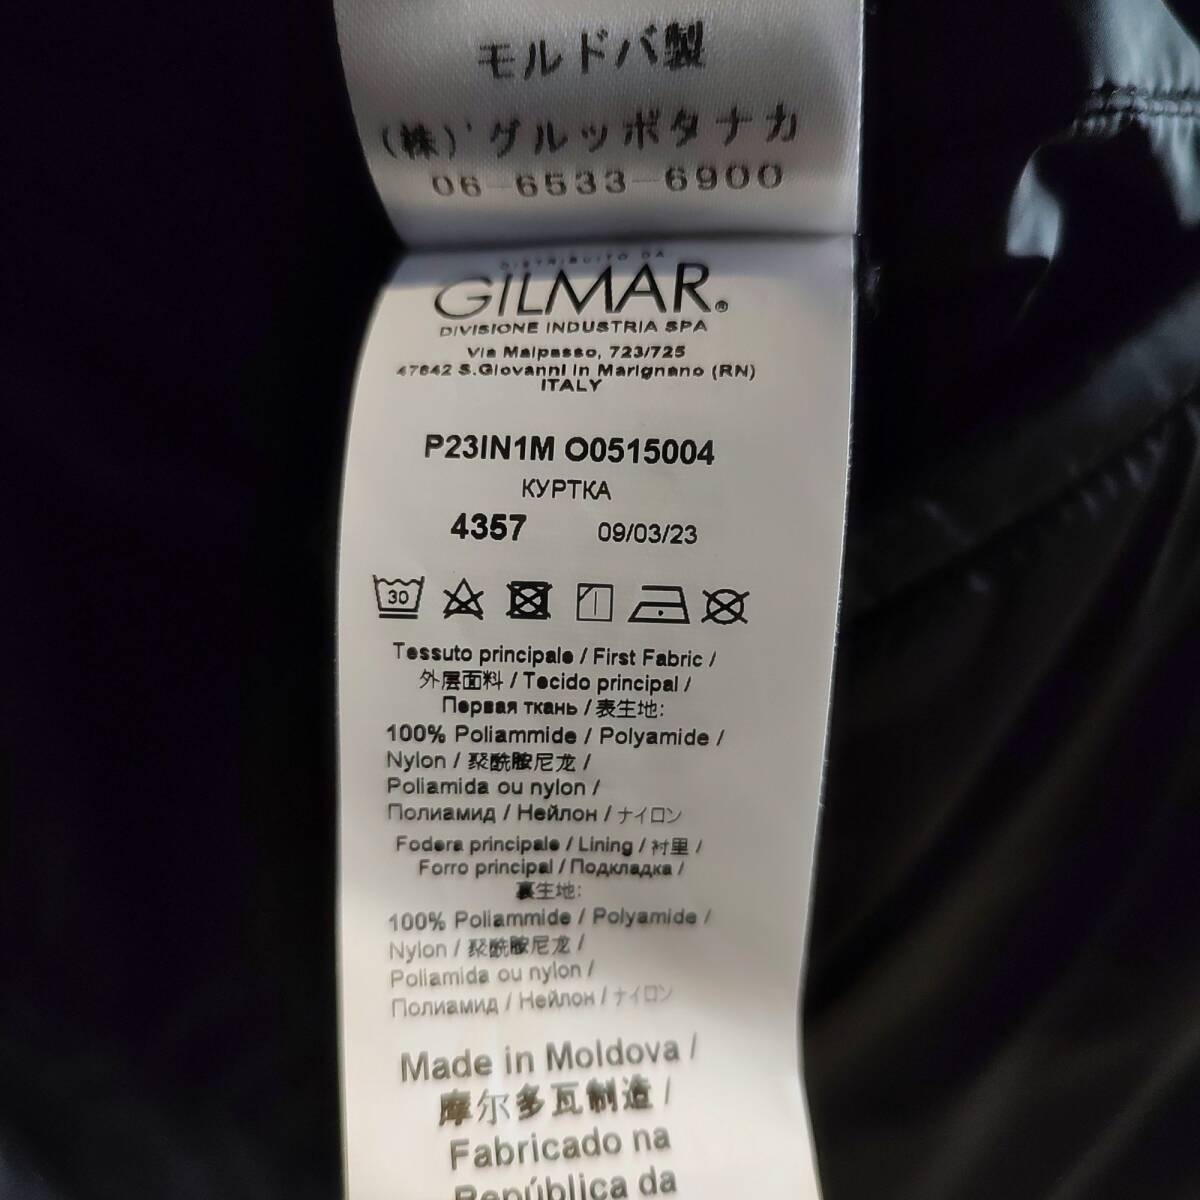 モルドバ製
(株)グルッポタナカ
06-6533-6900
DISTRIBUITO DA
GILMAR®
DIVISIONE INDUSTRIA SPA
Via Malpasso, 723/725
47842 S.Giovanni in Marignano (RN)
ITALY
P23IN1M O0515004
КУРТКА
4357 09/03/23
30
Tessuto principale / First Fabric /
外层面料 / Tecido principal /
Первая ткань / 表生地:
100% Poliammide / Polyamide /
Nylon / 聚酰胺尼龙 /
Poliamida ou nylon /
Полиамид / Нейлон / ナイロン
Fodera principale / Lining / 衬里 /
Forro principal / Подкладка /
裏生地:
100% Poliammide / Polyamide /
Nylon / 聚酰胺尼龙 /
Poliamida ou nylon /
Полиамид / Нейлон / ナイロン
Made in Moldova /
摩尔多瓦制造 /
Fabricado na
República da